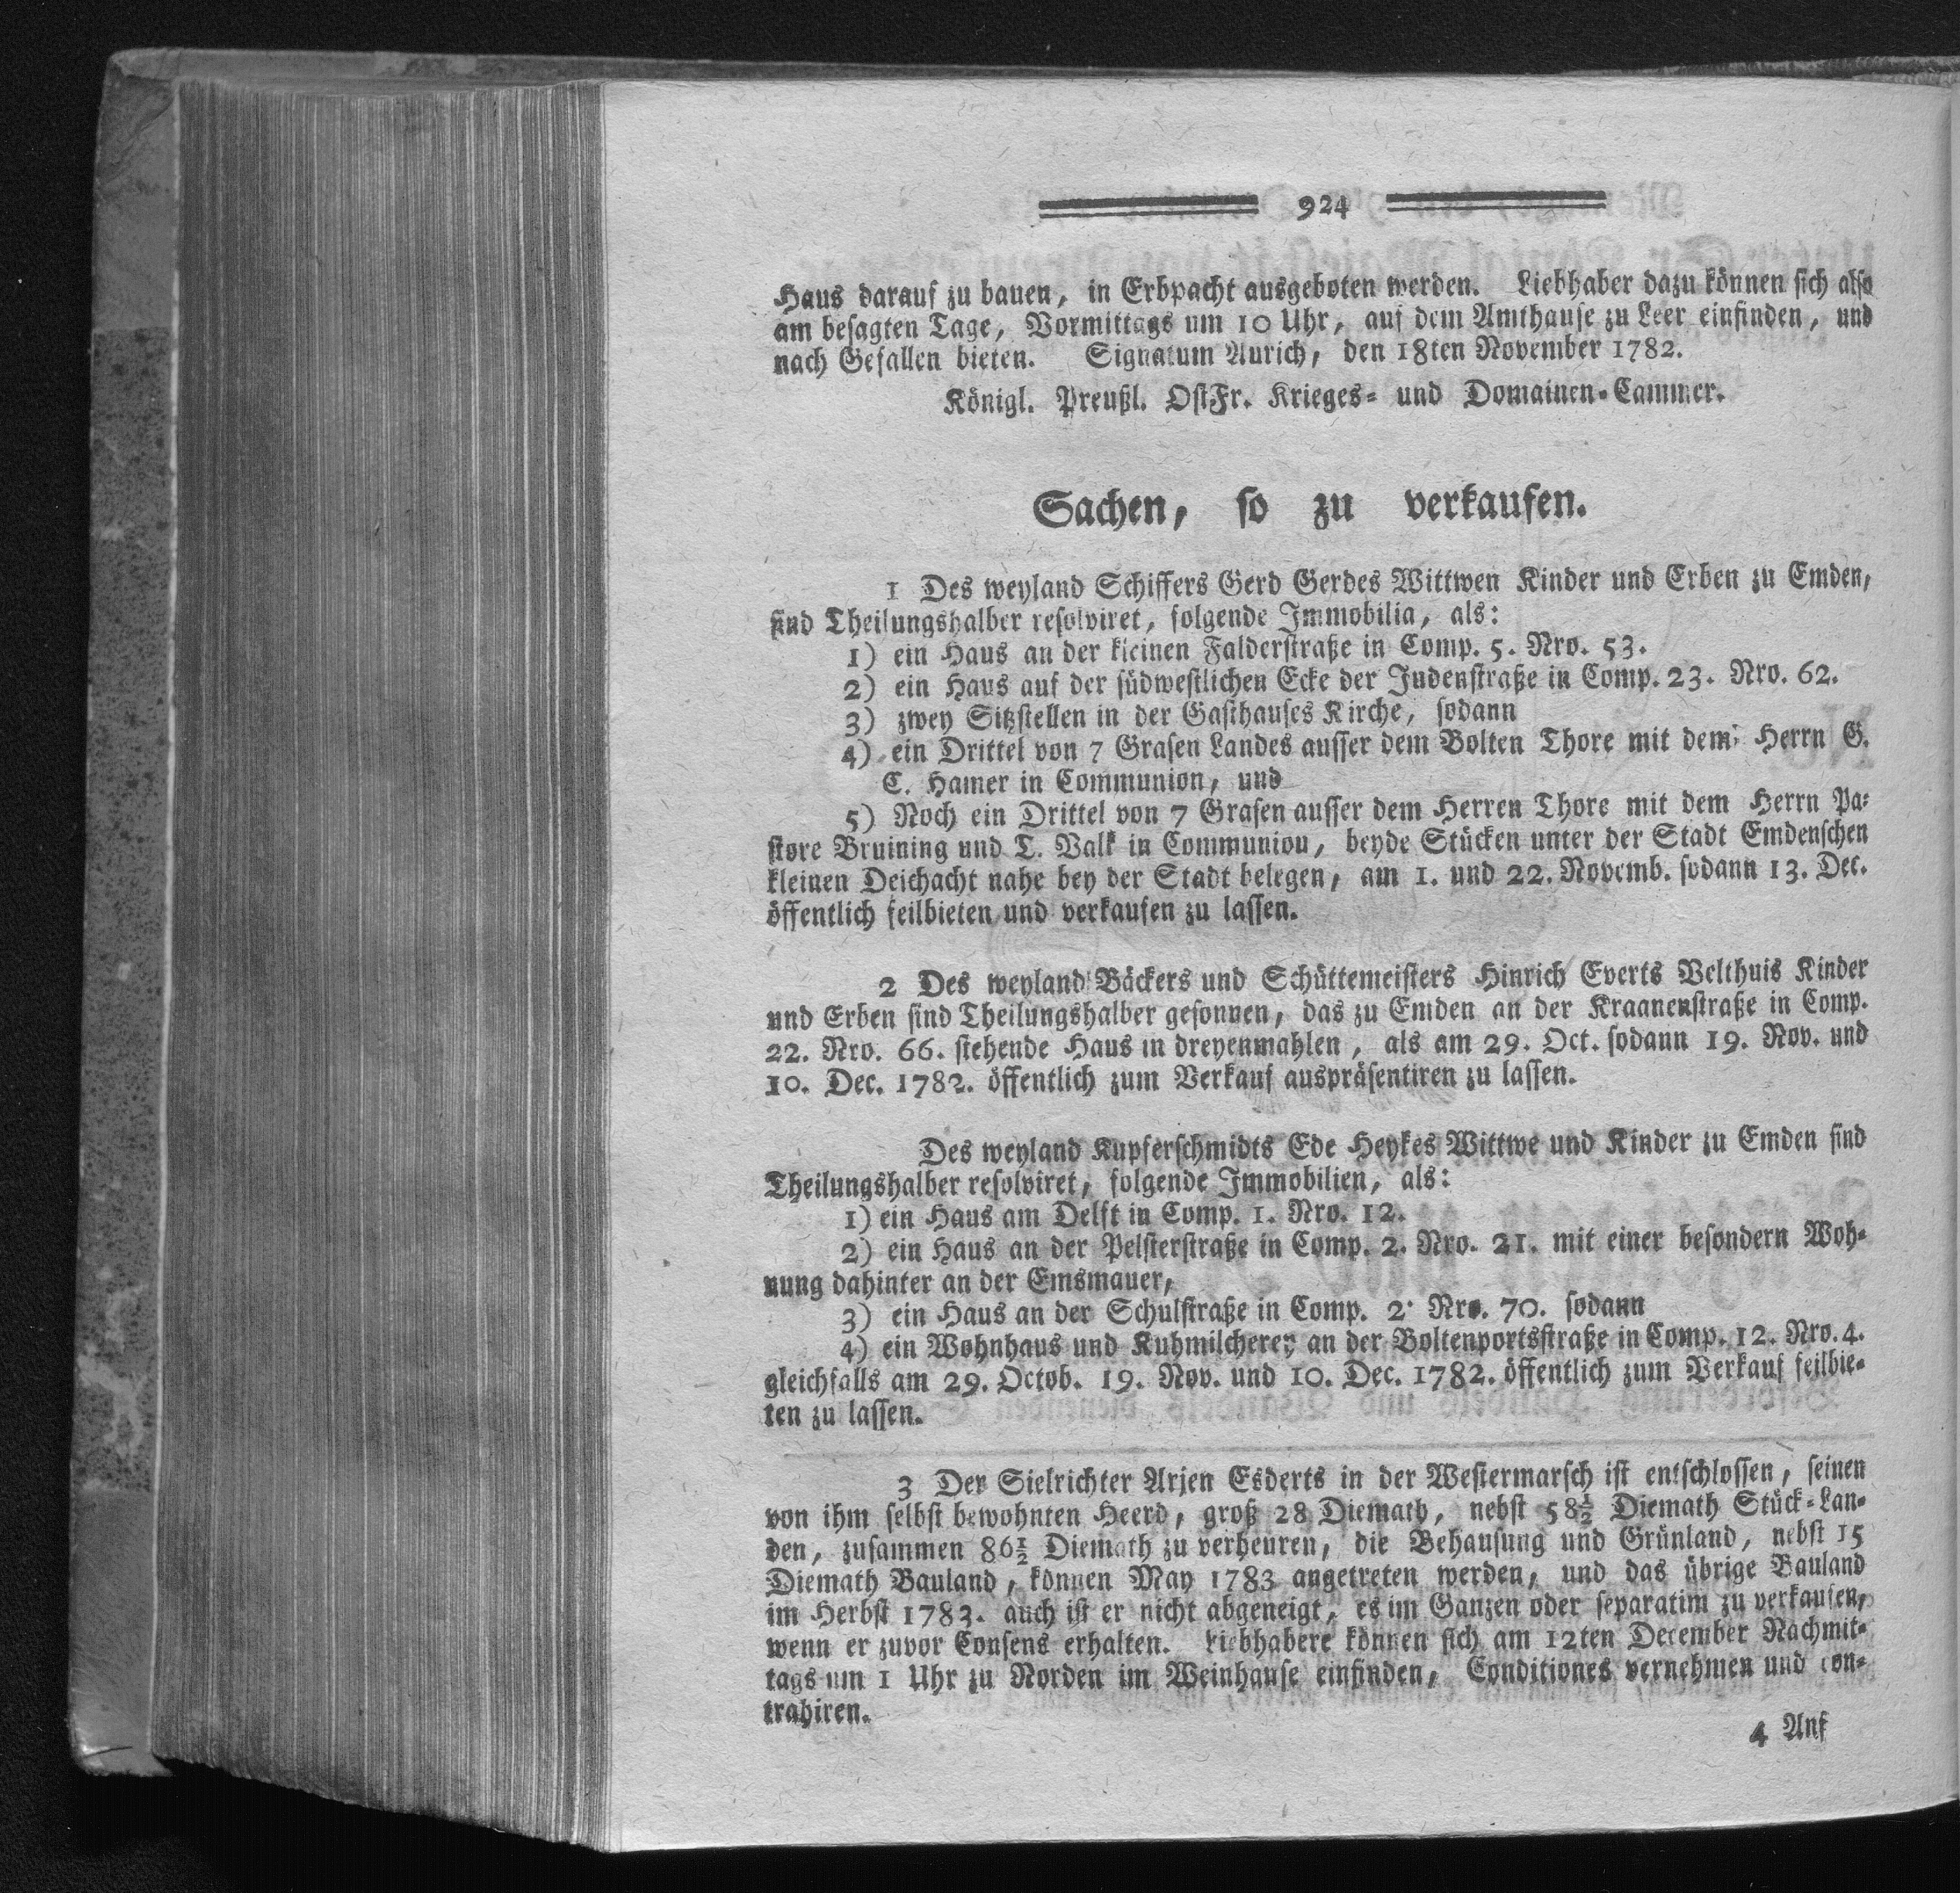 924
Haus darauf zu bauen, in Erbpacht ausgeboten werden. Liebhaber dazu können sich also
am besagten Tage, Vormittags um 10 Uhr, auf dem Amthause zu Leer einfinden, und
nach Gefallen bieten. Signatum Aurich, den 18ten November 1782.
Königl. Preußl. OstFr. Krieges- und Domainen-Cammer.
Sachen, so zu verkaufen.
1 Des weyland Schiffers Gerd Gerdes Wittwen Kinder und Erben zu Emden,
sind Theilungshalber resolviret, folgende Immobilia, als:
1) ein Haus an der kleinen Falderstraße in Comp. 5. Nro. 53.
2) ein Haus auf der südwestlichen Ecke der Judenstraße in Comp. 23. Nro. 62.
3) zwey Sitzstellen in der Gasthauses Kirche, sodann
4) ein Drittel von 7 Grasen Landes ausser dem Bolten Thore mit dem Herrn G.
C. Hamer in Communion, und
5) Noch ein Drittel von 7 Grasen ausser dem Herren Thore mit dem Herrn Pa-
store Bruining und T. Valk in Communiou, beyde Stücken unter der Stadt Emdenschen
kleinen Deichacht nahe bey der Stadt belegen, am 1. und 22. Novemb. sodann 13. Dec.
öffentlich feilbieten und verkaufen zu lassen.
2 Des weyland Bäckers und Schüttemeisters Hinrich Everts Velthuis Kinder
und Erben sind Theilungshalber gesonnen, das zu Emden an der Kraanenstraße in Comp.
22. Nro. 66. stehende Haus in dreyenmahlen, als am 29. Oct. sodann 19. Nov. und
10. Dec. 1782. öffentlich zum Verkauf auspräsentiren zu lassen.
Des weyland Kupferschmidts Ede Heykes Wittwe und Kinder zu Emden sind
Theilungshalber resolviret, folgende Immobilien, als:
1) ein Haus am Delft in Comp. 1. Nro. 12.
2) ein Haus an der Pelsterstraße in Comp. 2. Nro. 21. mit einer besondern Woh-
nung dahinter an der Emsmauer,
3) ein Haus an der Schulstraße in Comp. 2. Nro. 70. sodann
4) ein Wohnhaus und Kuhmilcherey an der Boltenportsstraße in Comp. 12. Nro. 4.
gleichfalls am 29. Octob. 19. Nov. und 10. Dec. 1782. öffentlich zum Verkauf feilbie-
ten zu lassen.
3 Der Sielrichter Arjen Esderts in der Westermarsch ist entschlossen, seinen
von ihm selbst bewohnten Heerd, groß 28 Diemath, nebst 58½ Diemath Stück-Lan-
den, zusammen 86½ Diemath zu verheuren, die Behausung und Grünland, nebst 15
Diemath Bauland, können May 1783 angetreten werden, und das übrige Bauland
im Herbst 1783. auch ist er nicht abgeneigt, es im Ganzen oder separatim zu verkaufen,
wenn er zuvor Consens erhalten. Liebhabere können sich am 12ten December Nachmit-
tags um 1 Uhr zu Norden im Weinhause einfinden, Conditiones vernehmen und con-
trahiren.
4 Auf